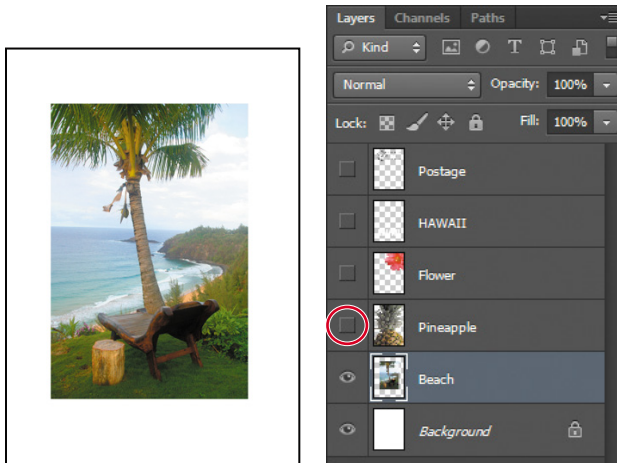 Layers Channels Paths
Kind T
Normal Opacity: 100%
Lock: Fill: 100%
Postage
HAWAII
Flower
Pineapple
Beach
Background